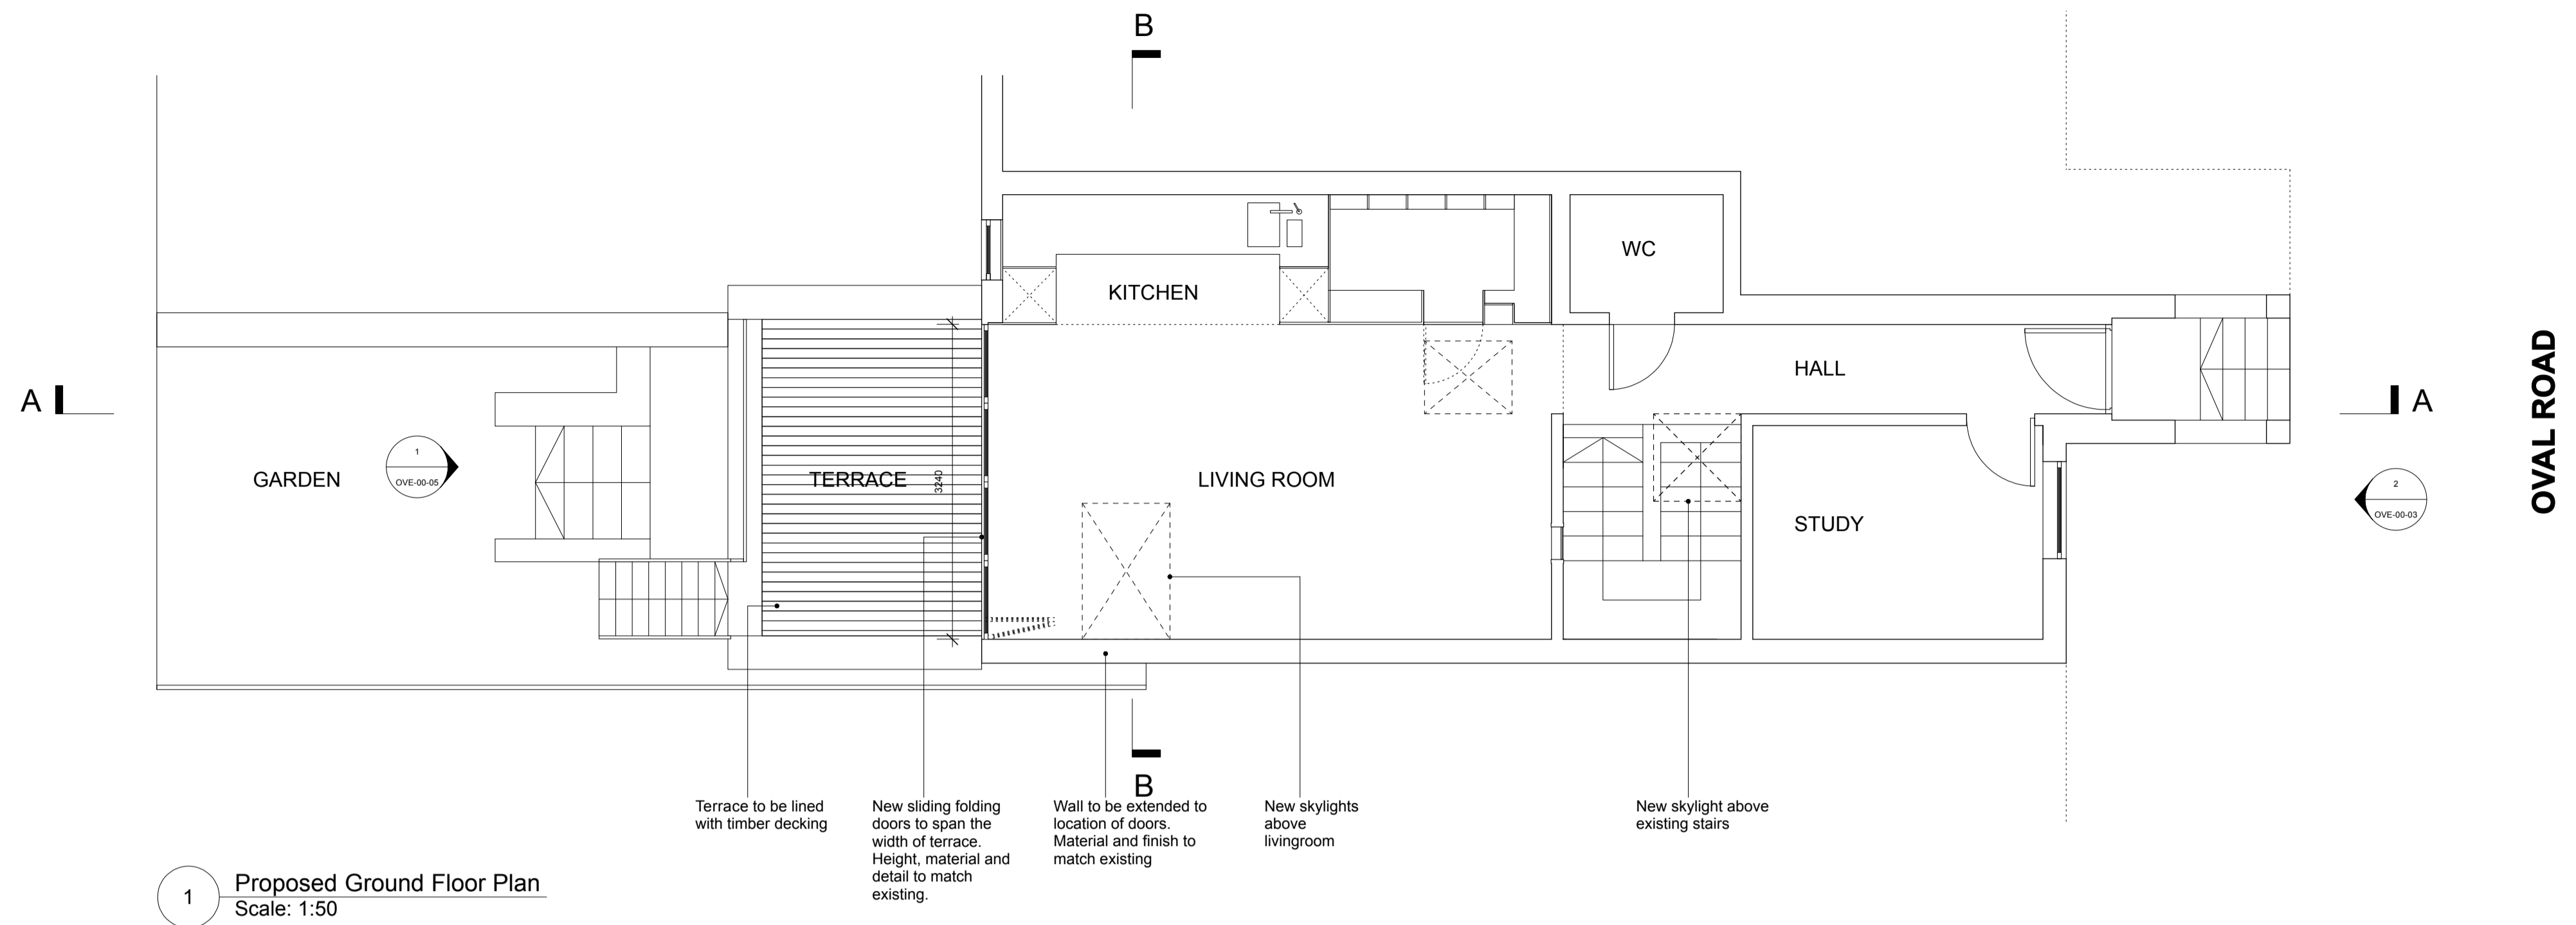 B
WC
KITCHEN
HALL
A
A
OVAL ROAD
1
OVE-00-05
GARDEN
TERRACE
3240
LIVING ROOM
2
OVE-00-03
STUDY
B
Terrace to be lined
with timber decking
New sliding folding
doors to span the
width of terrace.
Height, material and
detail to match
existing.
Wall to be extended to
location of doors.
Material and finish to
match existing
New skylights
above
livingroom
New skylight above
existing stairs
1
Proposed Ground Floor Plan
Scale: 1:50